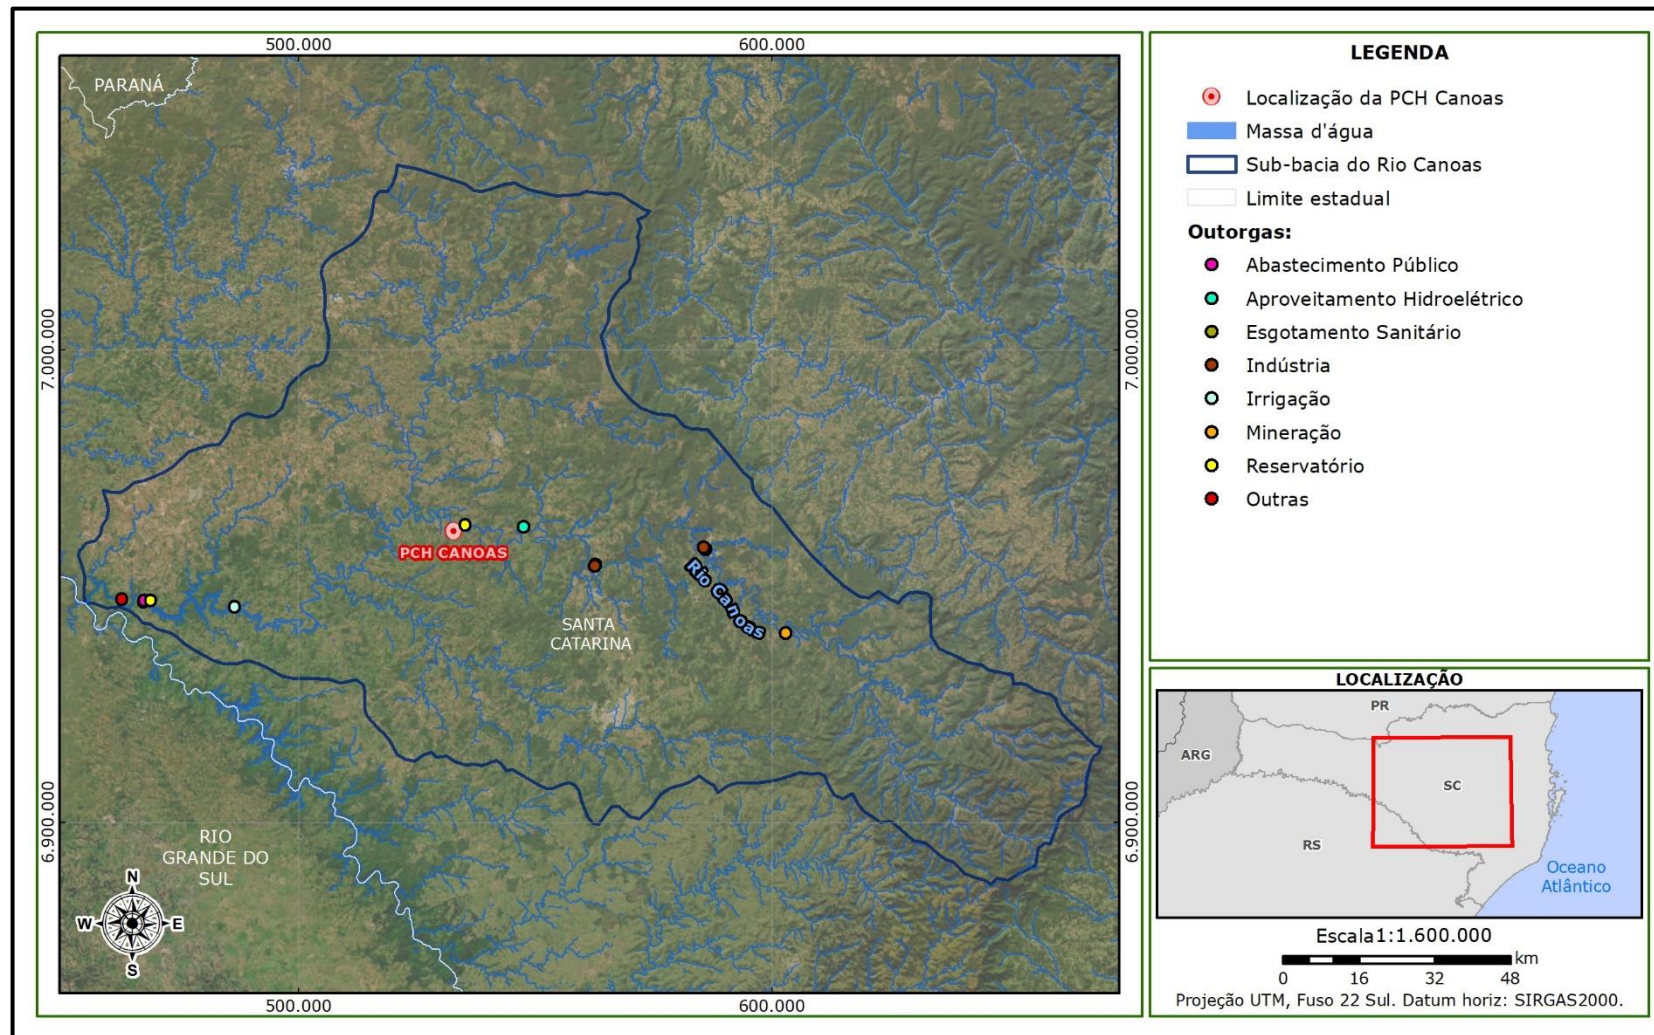 500.000
600.000
PARANÁ
7.000.000
7.000.000
PCH CANOAS
Rio Canoas
SANTA
CATARINA
6.900.000
6.900.000
RIO
GRANDE DO
SUL
N
W
E
S
500.000
600.000
LEGENDA
Localização da PCH Canoas
Massa d'água
Sub-bacia do Rio Canoas
Limite estadual
Outorgas:
Abastecimento Público
Aproveitamento Hidroelétrico
Esgotamento Sanitário
Indústria
Irrigação
Mineração
Reservatório
Outras
LOCALIZAÇÃO
PR
ARG
SC
RS
Oceano
Atlântico
Escala1:1.600.000
km
0 16 32 48
Projeção UTM, Fuso 22 Sul. Datum horiz: SIRGAS2000.